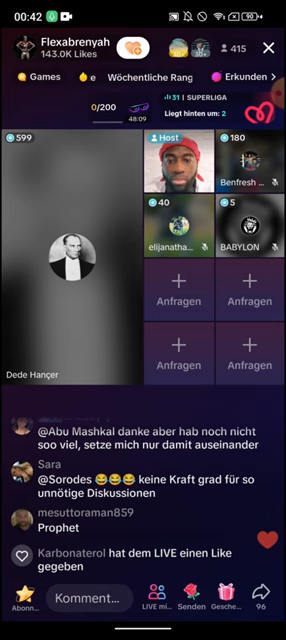 00:42
90
Flexabrenyah
143.0K Likes
415
Games
e
Wöchentliche Rang
Erkunden
0/200
48:09
31 | SUPERLIGA
Liegt hinten um: 2
599
Host
180
Benfresh ...
40
elijanatha...
5
BABYLON
Anfragen
Anfragen
Anfragen
Anfragen
Dede Hançer
@Abu Mashkal danke aber hab noch nicht
soo viel, setze mich nur damit auseinander
Sara
@Sorodes 😂😂😂 keine Kraft grad für so
unnötige Diskussionen
mesuttoraman859
Prophet
Karbonaterol hat dem LIVE einen Like
gegeben
Abonn...
Komment...
LIVE mi...
Senden
Gesche...
96